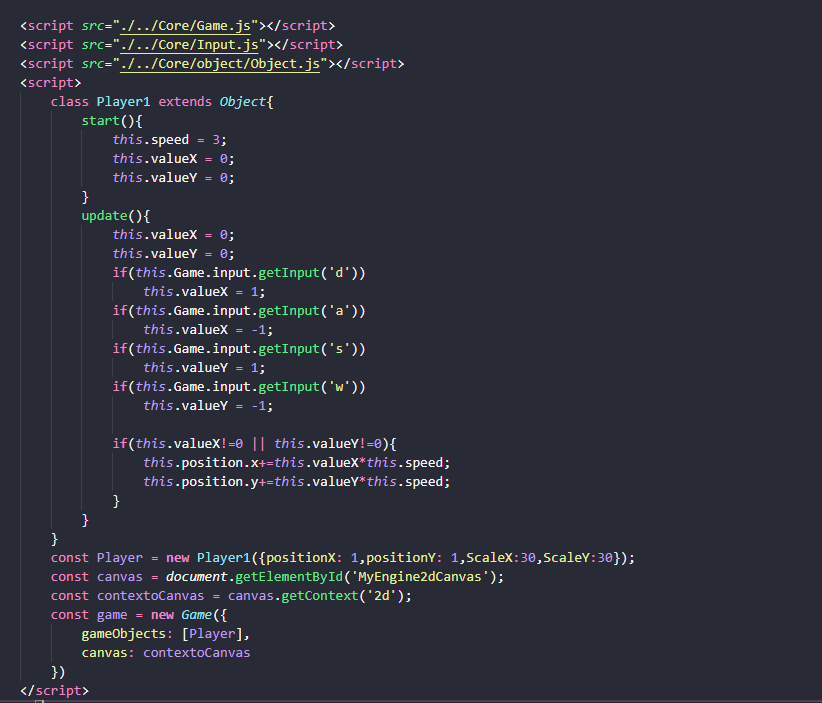 <script src="./../Core/Game.js"></script>
<script src="./../Core/Input.js"></script>
<script src="./../Core/object/Object.js"></script>
<script>
    class Player1 extends Object{
        start(){
            this.speed = 3;
            this.valueX = 0;
            this.valueY = 0;
        }
        update(){
            this.valueX = 0;
            this.valueY = 0;
            if(this.Game.input.getInput('d'))
                this.valueX = 1;
            if(this.Game.input.getInput('a'))
                this.valueX = -1;
            if(this.Game.input.getInput('s'))
                this.valueY = 1;
            if(this.Game.input.getInput('w'))
                this.valueY = -1;

            if(this.valueX!=0 || this.valueY!=0){
                this.position.x+=this.valueX*this.speed;
                this.position.y+=this.valueY*this.speed;
            }
        }
    }
    const Player = new Player1({positionX: 1,positionY: 1,ScaleX:30,ScaleY:30});
    const canvas = document.getElementById('MyEngine2dCanvas');
    const contextoCanvas = canvas.getContext('2d');
    const game = new Game({
        gameObjects: [Player],
        canvas: contextoCanvas
    })
</script>